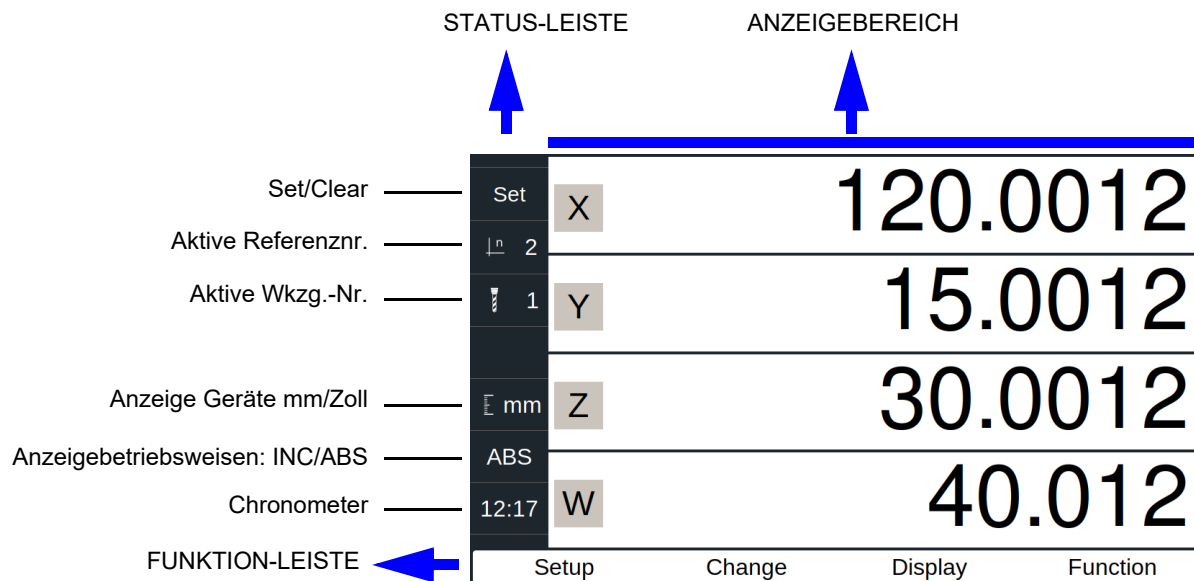 STATUS-LEISTE ANZEIGEBEREICH
Set/Clear Set X 120.0012
Aktive Referenznr. n 2
Aktive Wkzg.-Nr. 1 Y 15.0012
Anzeige Geräte mm/Zoll mm Z 30.0012
Anzeigebetriebsweisen: INC/ABS ABS
Chronometer 12:17 W 40.012
FUNKTION-LEISTE Setup Change Display Function